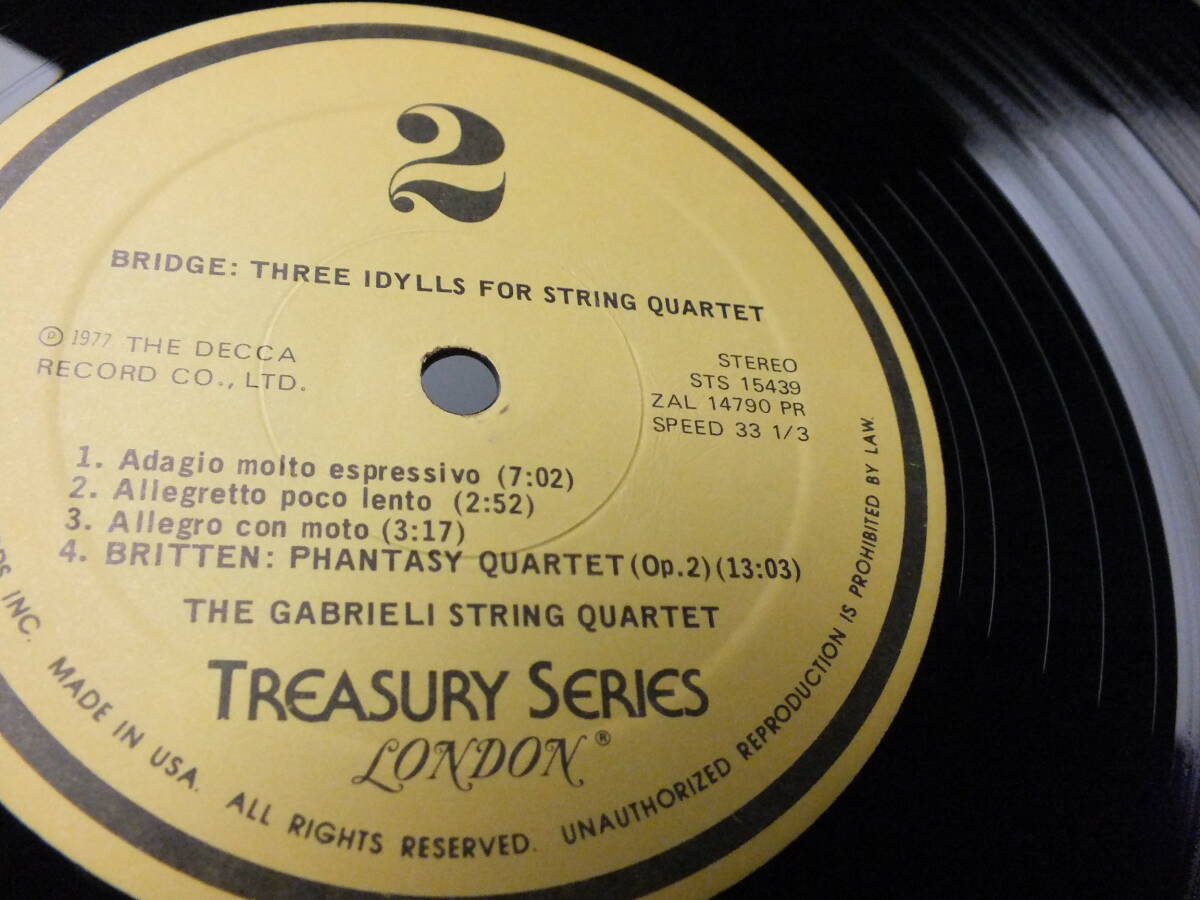 2
BRIDGE: THREE IDYLLS FOR STRING QUARTET
℗ 1977 THE DECCA
RECORD CO., LTD.
STEREO
STS 15439
ZAL 14790 PR
SPEED 33 1/3
1. Adagio molto espressivo (7:02)
2. Allegretto poco lento (2:52)
3. Allegro con moto (3:17)
4. BRITTEN: PHANTASY QUARTET (Op.2) (13:03)
THE GABRIELI STRING QUARTET
TREASURY SERIES
LONDON®
INC. MADE IN USA. ALL RIGHTS RESERVED. UNAUTHORIZED REPRODUCTION IS PROHIBITED BY LAW.